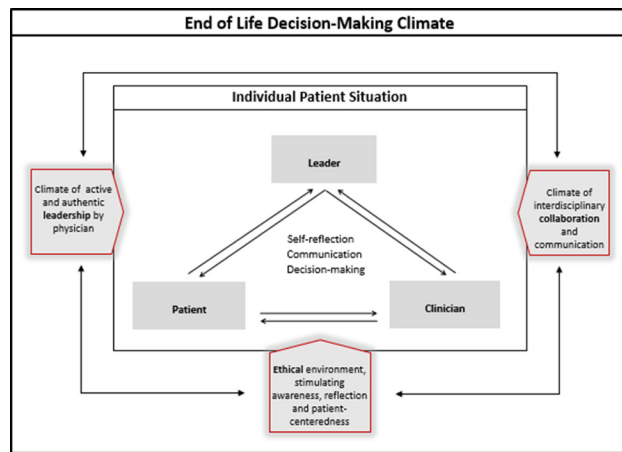 End of Life Decision-Making Climate
Individual Patient Situation
Leader
Climate of active
and authentic
leadership by
physician
Climate of
interdisciplinary
collaboration
and
communication
Self-reflection
Communication
Decision-making
Patient
Clinician
Ethical environment,
stimulating
awareness, reflection
and patient-
centeredness